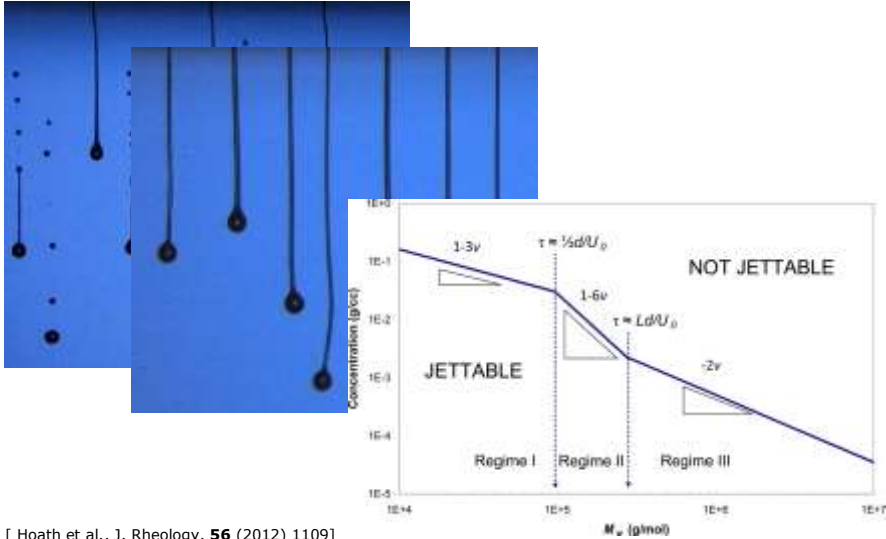 1E+0
τ ≈ ½d/U₀
1-3ν
NOT JETTABLE
1E-1
1-6ν
1E-2
τ ≈ Ld/U₀
Concentration (g/cc)
JETTABLE
-2ν
1E-3
1E-4
Regime I
Regime II
Regime III
1E-5
1E+4
1E+5
1E+6
1E+7
(g/mol)
[ Hoath et al., J. Rheology, 56 (2012) 1109]